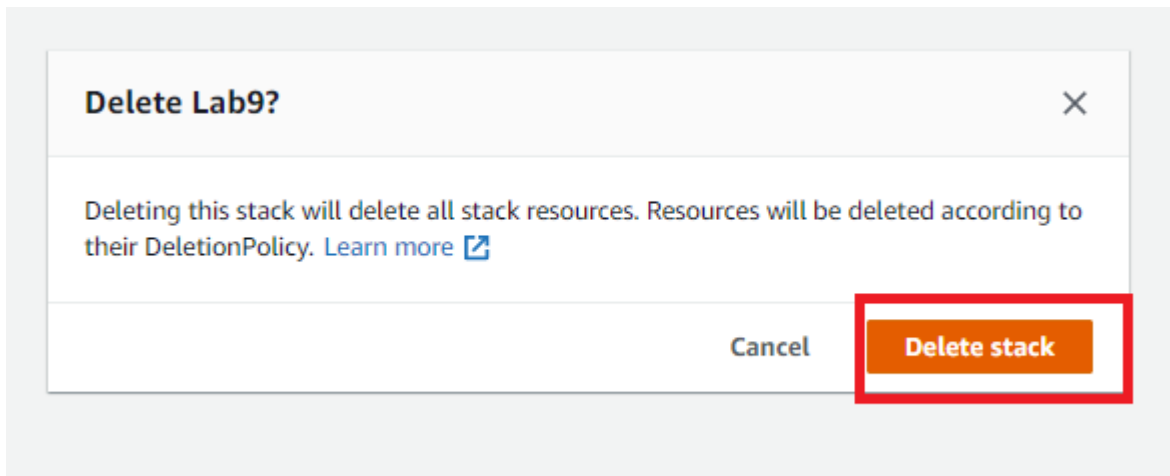 Delete Lab9?
Deleting this stack will delete all stack resources. Resources will be deleted according to
their DeletionPolicy. Learn more
Cancel
Delete stack